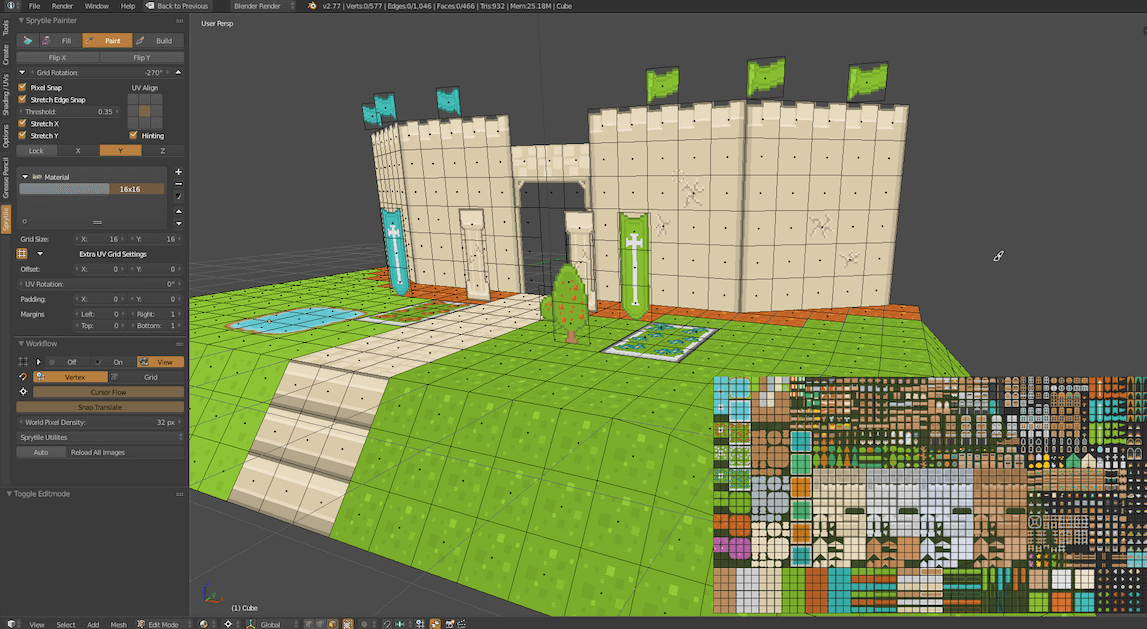 File Render Window Help Back to Previous Blender Render v2.77 | Verts:0/577 | Edges:0/1,046 | Faces:0/466 | Tris:932 | Mem:25.18M | Cube
Sprytile Painter
User Persp
Fill Paint Build
Flip X Flip Y
Grid Rotation: -270°
Pixel Snap UV Align
Stretch Edge Snap
Threshold: 0.35
Stretch X
Stretch Y Hinting
Lock X Y Z
Material
16x16
Grid Size: X: 16 Y: 16
Extra UV Grid Settings
Offset: X: 0 Y: 0
UV Rotation: 0°
Padding: X: 0 Y: 0
Margins Left: 0 Right: 1
Top: 0 Bottom: 1
Workflow
Off On View
Vertex Grid
Cursor Flow
Snap Translate
World Pixel Density: 32 px
Sprytile Utilites
Auto Reload All Images
Toggle Editmode
Tools
Create
Shading / UVs
Options
Grease Pencil
Sprytile
(1) Cube
View Select Add Mesh Edit Mode Global